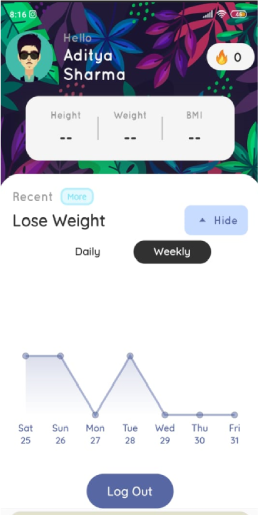 8:16
Hello
Aditya
Sharma
0
Height Weight BMI
-- -- --
Recent More
Lose Weight
Hide
Daily Weekly
Sat Sun Mon Tue Wed Thu Fri
25 26 27 28 29 30 31
Log Out